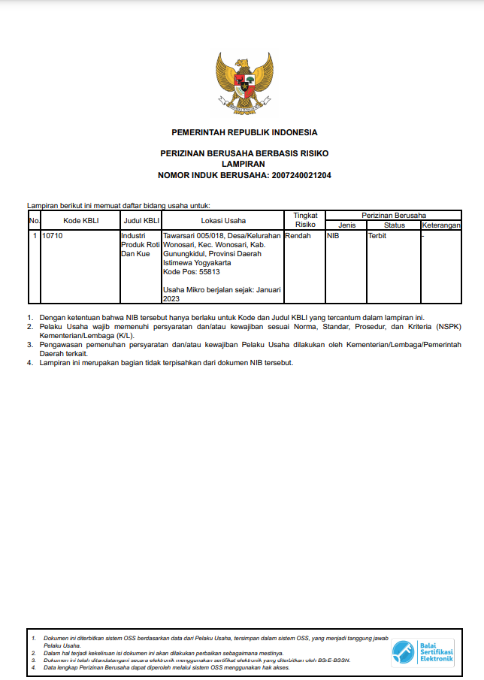 PEMERINTAH REPUBLIK INDONESIA
PERIZINAN BERUSAHA BERBASIS RISIKO
LAMPIRAN
NOMOR INDUK BERUSAHA: 2007240021204
Lampiran berikut ini memuat daftar bidang usaha untuk:
No. Kode KBLI Judul KBLI Lokasi Usaha Tingkat Risiko Perizinan Berusaha
Jenis Status Keterangan
1 10710 Industri Tawarsari 005/018, Desa/Kelurahan Rendah NIB Terbit -
Produk Roti Wonosari, Kec. Wonosari, Kab.
Dan Kue Gunungkidul, Provinsi Daerah
Istimewa Yogyakarta
Kode Pos: 55813
Usaha Mikro berjalan sejak: Januari
2023
1. Dengan ketentuan bahwa NIB tersebut hanya berlaku untuk Kode dan Judul KBLI yang tercantum dalam lampiran ini.
2. Pelaku Usaha wajib memenuhi persyaratan dan/atau kewajiban sesuai Norma, Standar, Prosedur, dan Kriteria (NSPK)
Kementerian/Lembaga (K/L).
3. Pengawasan pemenuhan persyaratan dan/atau kewajiban Pelaku Usaha dilakukan oleh Kementerian/Lembaga/Pemerintah
Daerah terkait.
4. Lampiran ini merupakan bagian tidak terpisahkan dari dokumen NIB tersebut.
1. Dokumen ini diterbitkan sistem OSS berdasarkan data dari Pelaku Usaha, tersimpan dalam sistem OSS, yang menjadi tanggung jawab
Pelaku Usaha.
2. Dalam hal terjadi kekeliruan isi dokumen ini akan dilakukan perbaikan sebagaimana mestinya.
3. Dokumen ini telah ditandatangani secara elektronik menggunakan sertifikat elektronik yang diterbitkan oleh BSrE-BSSN.
4. Data lengkap Perizinan Berusaha dapat diperoleh melalui sistem OSS menggunakan hak akses.
Balai
Sertifikasi
Elektronik